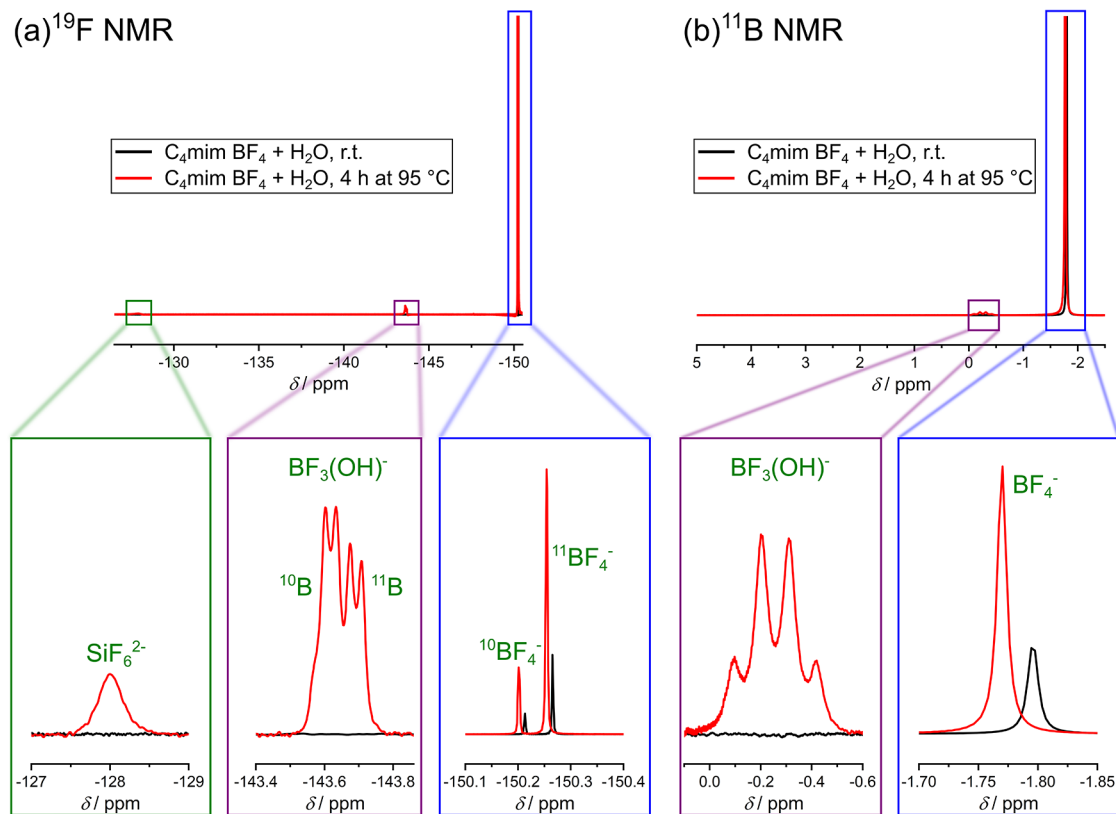 (a)¹⁹F NMR
C₄mim BF₄ + H₂O, r.t.
C₄mim BF₄ + H₂O, 4 h at 95 °C
-130 -135 -140 -145 -150
δ / ppm
(b)¹¹B NMR
C₄mim BF₄ + H₂O, r.t.
C₄mim BF₄ + H₂O, 4 h at 95 °C
5 4 3 2 1 0 -1 -2
δ / ppm
SiF₆²⁻
-127 -128 -129
δ / ppm
BF₃(OH)⁻
¹⁰B ¹¹B
-143.4 -143.6 -143.8
δ / ppm
¹¹BF₄⁻
¹⁰BF₄⁻
-150.1 -150.2 -150.3 -150.4
δ / ppm
BF₃(OH)⁻
0.0 -0.2 -0.4 -0.6
δ / ppm
BF₄⁻
-1.70 -1.75 -1.80 -1.85
δ / ppm